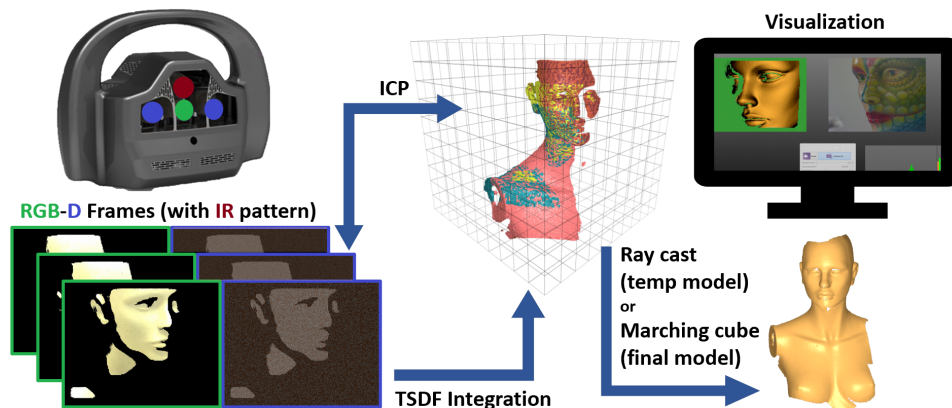 Visualization
ICP
RGB-D Frames (with IR pattern)
Ray cast
(temp model)
or
Marching cube
(final model)
TSDF Integration